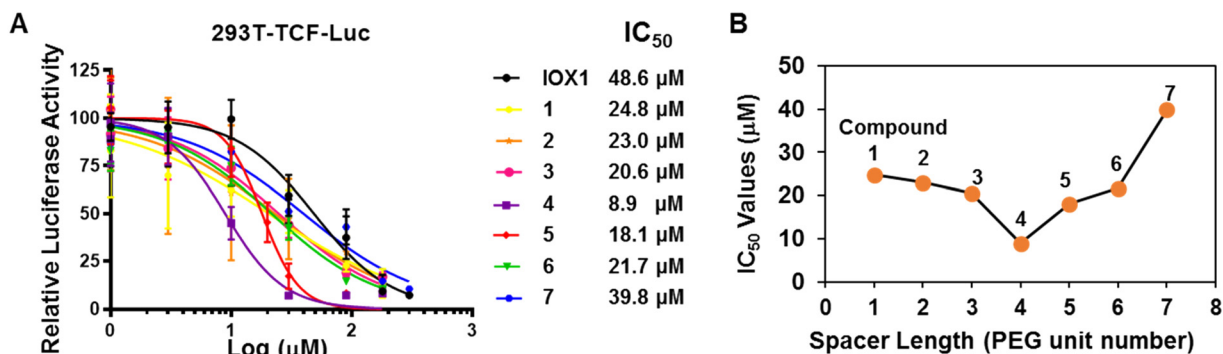 A
293T-TCF-Luc
IC50
Relative Luciferase Activity
125
100
75
50
25
0
0
1
2
3
Log (μM)
IOX1 48.6 μM
1 24.8 μM
2 23.0 μM
3 20.6 μM
4 8.9 μM
5 18.1 μM
6 21.7 μM
7 39.8 μM
B
IC50 Values (μM)
50
40
30
20
10
0
Compound
1
2
3
4
5
6
7
0 1 2 3 4 5 6 7 8
Spacer Length (PEG unit number)